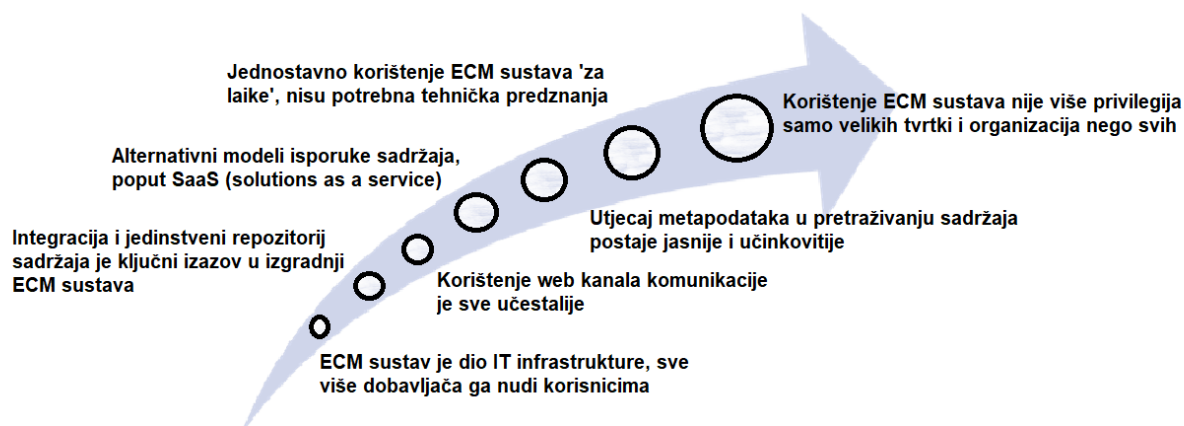 Jednostavno korištenje ECM sustava 'za
laike', nisu potrebna tehnička predznanja
Korištenje ECM sustava nije više privilegija
samo velikih tvrtki i organizacija nego svih
Alternativni modeli isporuke sadržaja,
poput SaaS (solutions as a service)
Utjecaj metapodataka u pretraživanju sadržaja
postaje jasnije i učinkovitije
Integracija i jedinstveni repozitorij
sadržaja je ključni izazov u izgradnji
ECM sustava
Korištenje web kanala komunikacije
je sve učestalije
ECM sustav je dio IT infrastrukture, sve
više dobavljača ga nudi korisnicima